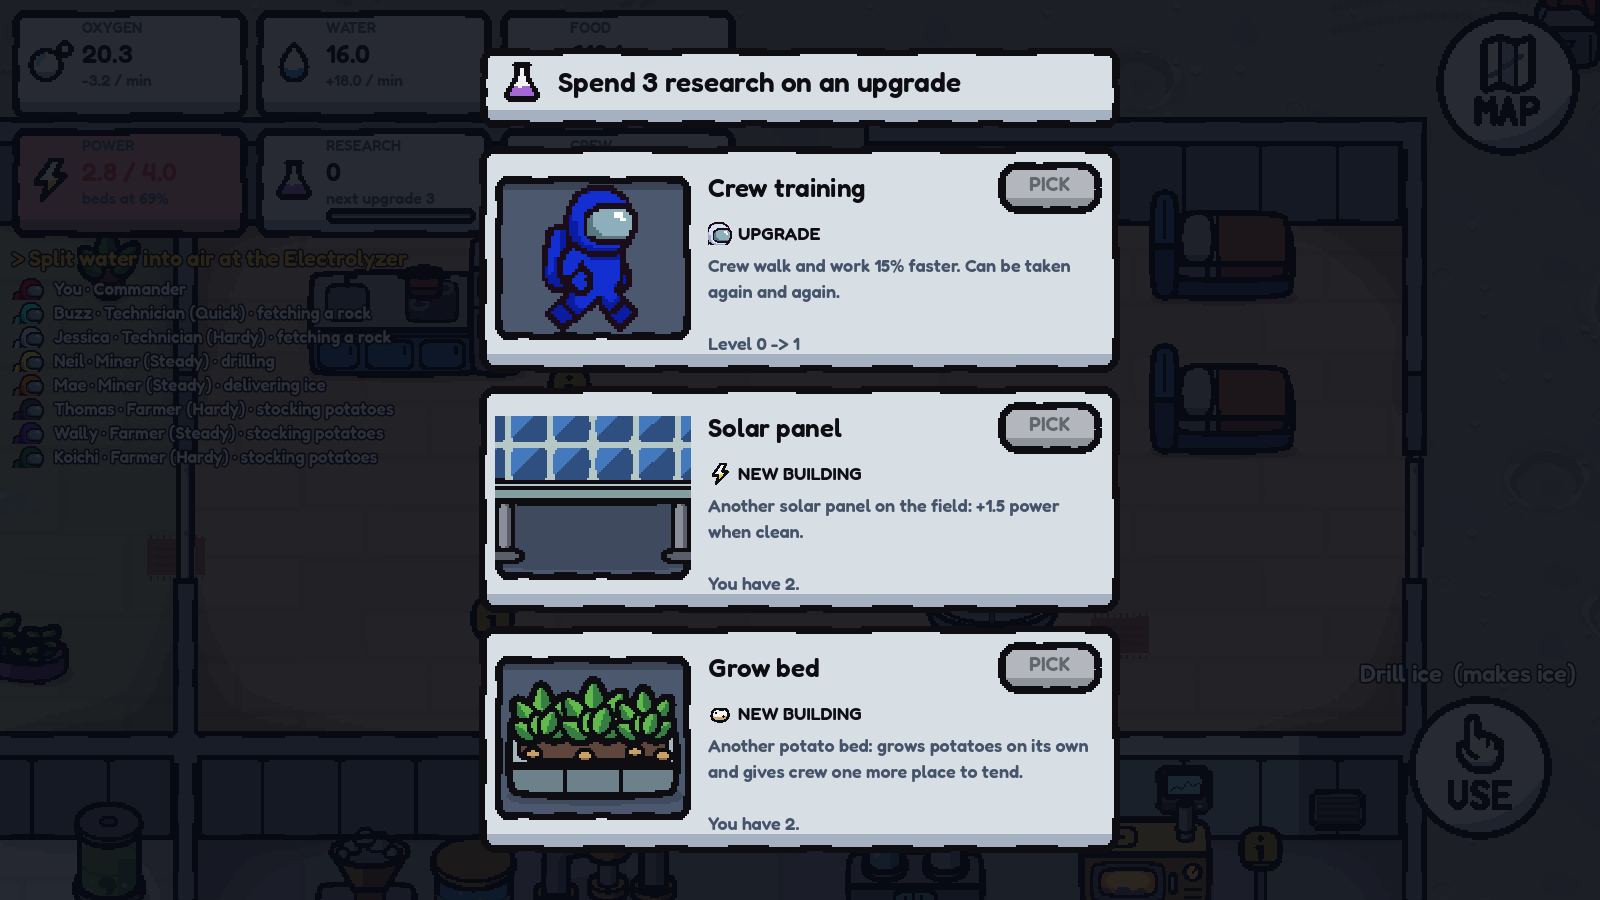 OXYGEN
20.3
-3.2 / min
WATER
16.0
+18.0 / min
FOOD
POWER
2.8 / 4.0
beds at 69%
RESEARCH
0
next upgrade 3
CREW
> Split water into air at the Electrolyzer
You · Commander
Buzz · Technician (Quick) · fetching a rock
Jessica · Technician (Hardy) · fetching a rock
Neil · Miner (Steady) · drilling
Mae · Miner (Steady) · delivering ice
Thomas · Farmer (Hardy) · stocking potatoes
Wally · Farmer (Steady) · stocking potatoes
Koichi · Farmer (Hardy) · stocking potatoes
Spend 3 research on an upgrade
Crew training
PICK
UPGRADE
Crew walk and work 15% faster. Can be taken
again and again.
Level 0 -> 1
Solar panel
PICK
NEW BUILDING
Another solar panel on the field: +1.5 power
when clean.
You have 2.
Grow bed
PICK
NEW BUILDING
Another potato bed: grows potatoes on its own
and gives crew one more place to tend.
You have 2.
MAP
Drill ice (makes ice)
USE